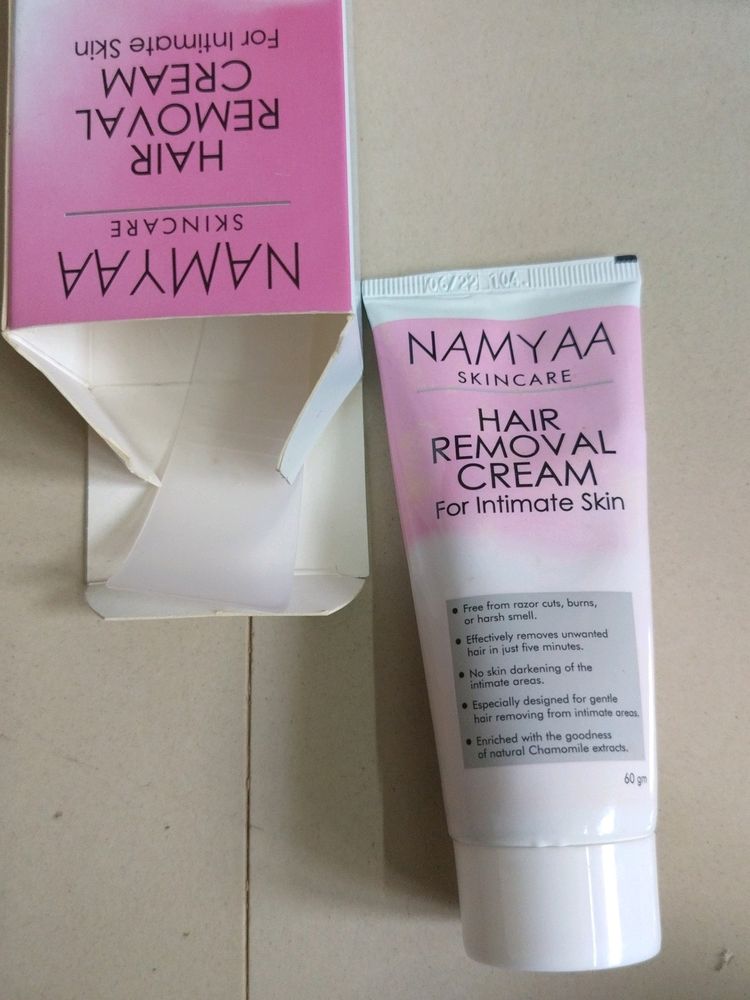 NAMYAA
SKINCARE
HAIR
REMOVAL
CREAM
For Intimate Skin
NAMYAA
SKINCARE
HAIR
REMOVAL
CREAM
For Intimate Skin
• Free from razor cuts, burns,
or harsh smell.
• Effectively removes unwanted
hair in just five minutes.
• No skin darkening of the
intimate areas.
• Especially designed for gentle
hair removing from intimate areas.
• Enriched with the goodness
of natural Chamomile extracts.
60 gm